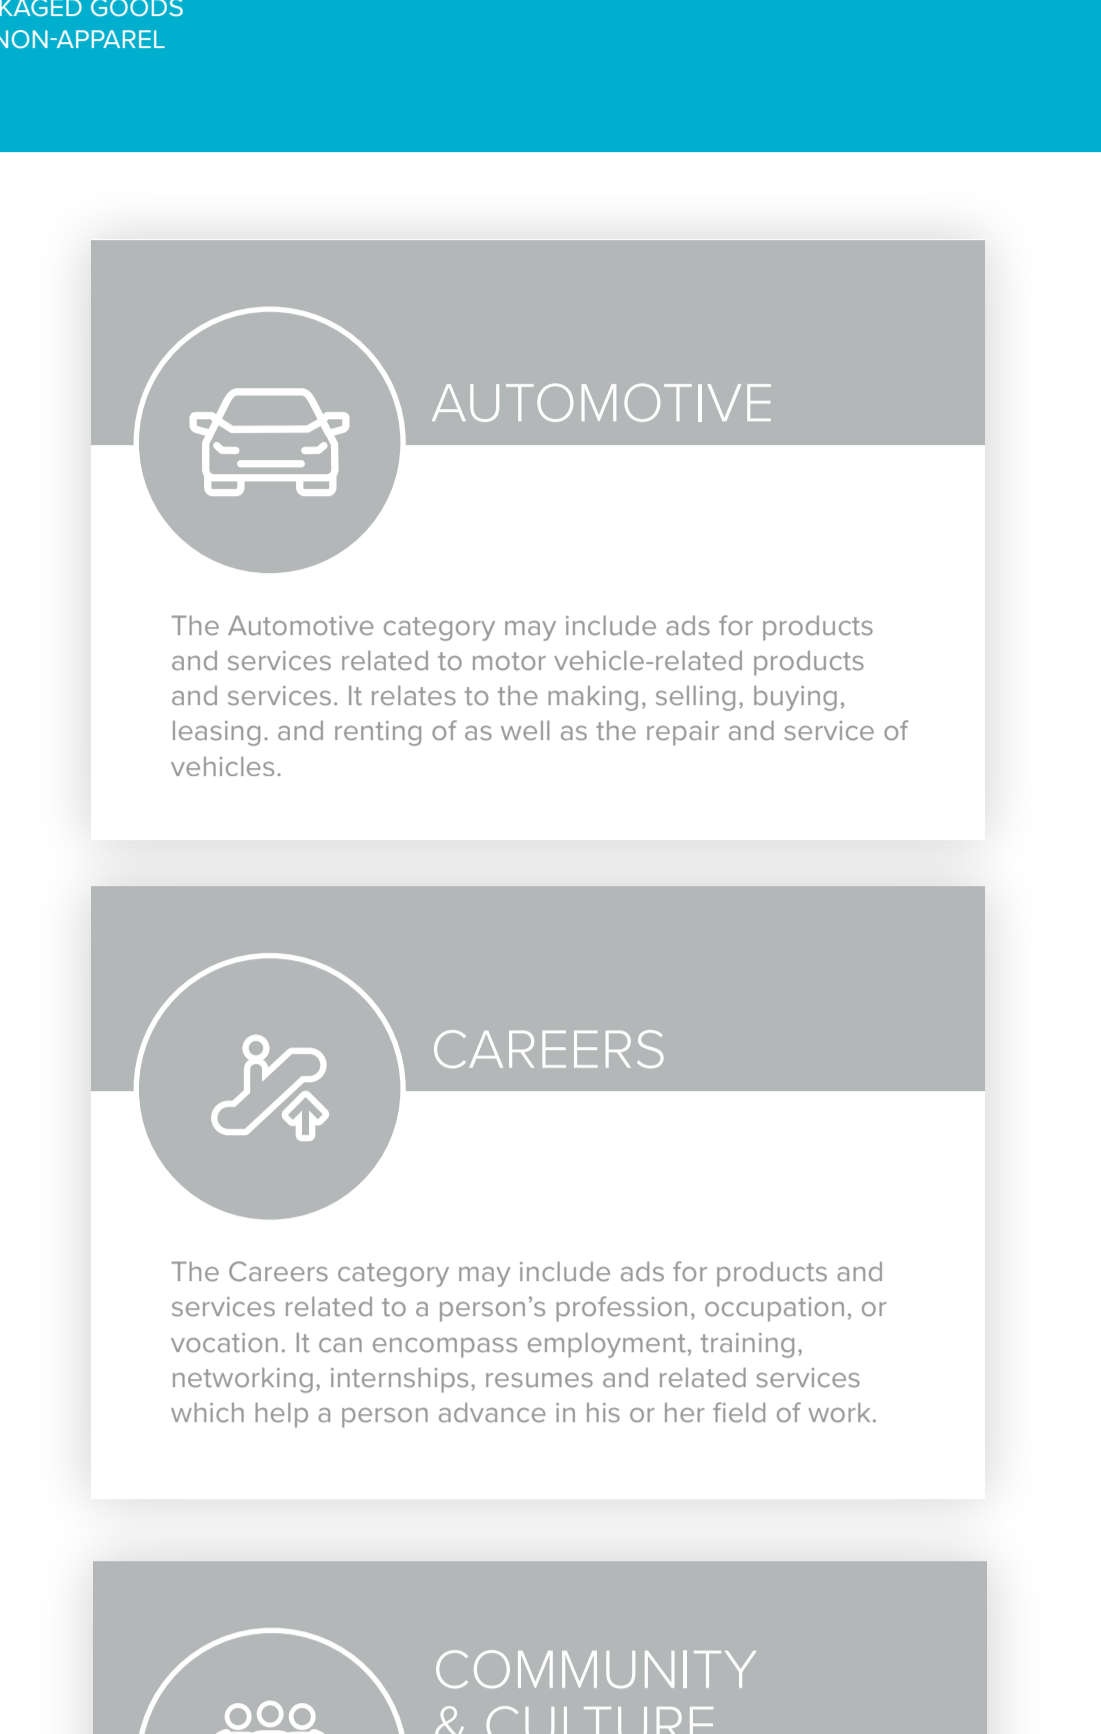 GOODS
NON-APPAREL
AUTOMOTIVE
The Automotive category may include ads for products
and services related to motor vehicle-related products
and services. It relates to the making, selling, buying,
leasing. and renting of as well as the repair and service of
vehicles.
CAREERS
The Careers category may include ads for products and
services related to a person’s profession, occupation, or
vocation. It can encompass employment, training,
networking, internships, resumes and related services
which help a person advance in his or her field of work.
COMMUNITY
& CULTURE